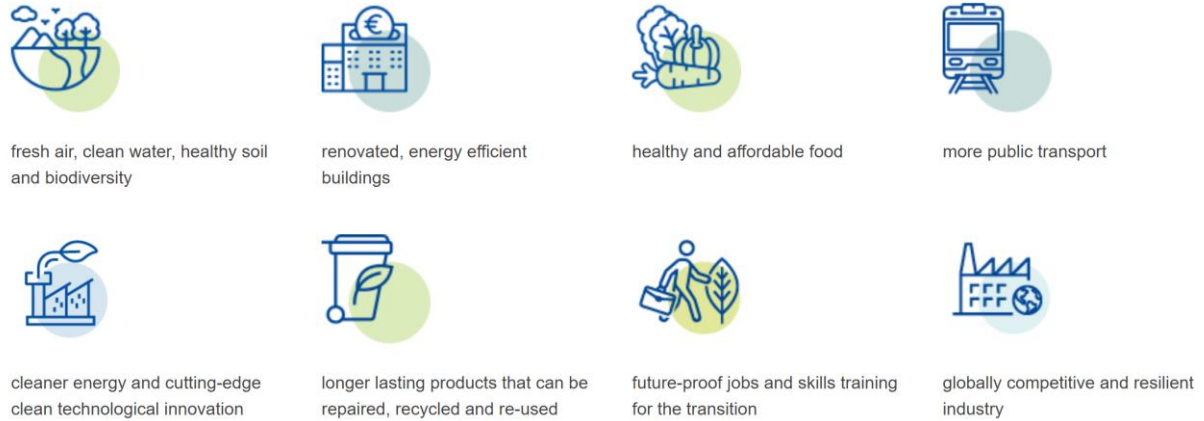 €
fresh air, clean water, healthy soil
and biodiversity
renovated, energy efficient
buildings
healthy and affordable food
more public transport
cleaner energy and cutting-edge
clean technological innovation
longer lasting products that can be
repaired, recycled and re-used
future-proof jobs and skills training
for the transition
globally competitive and resilient
industry